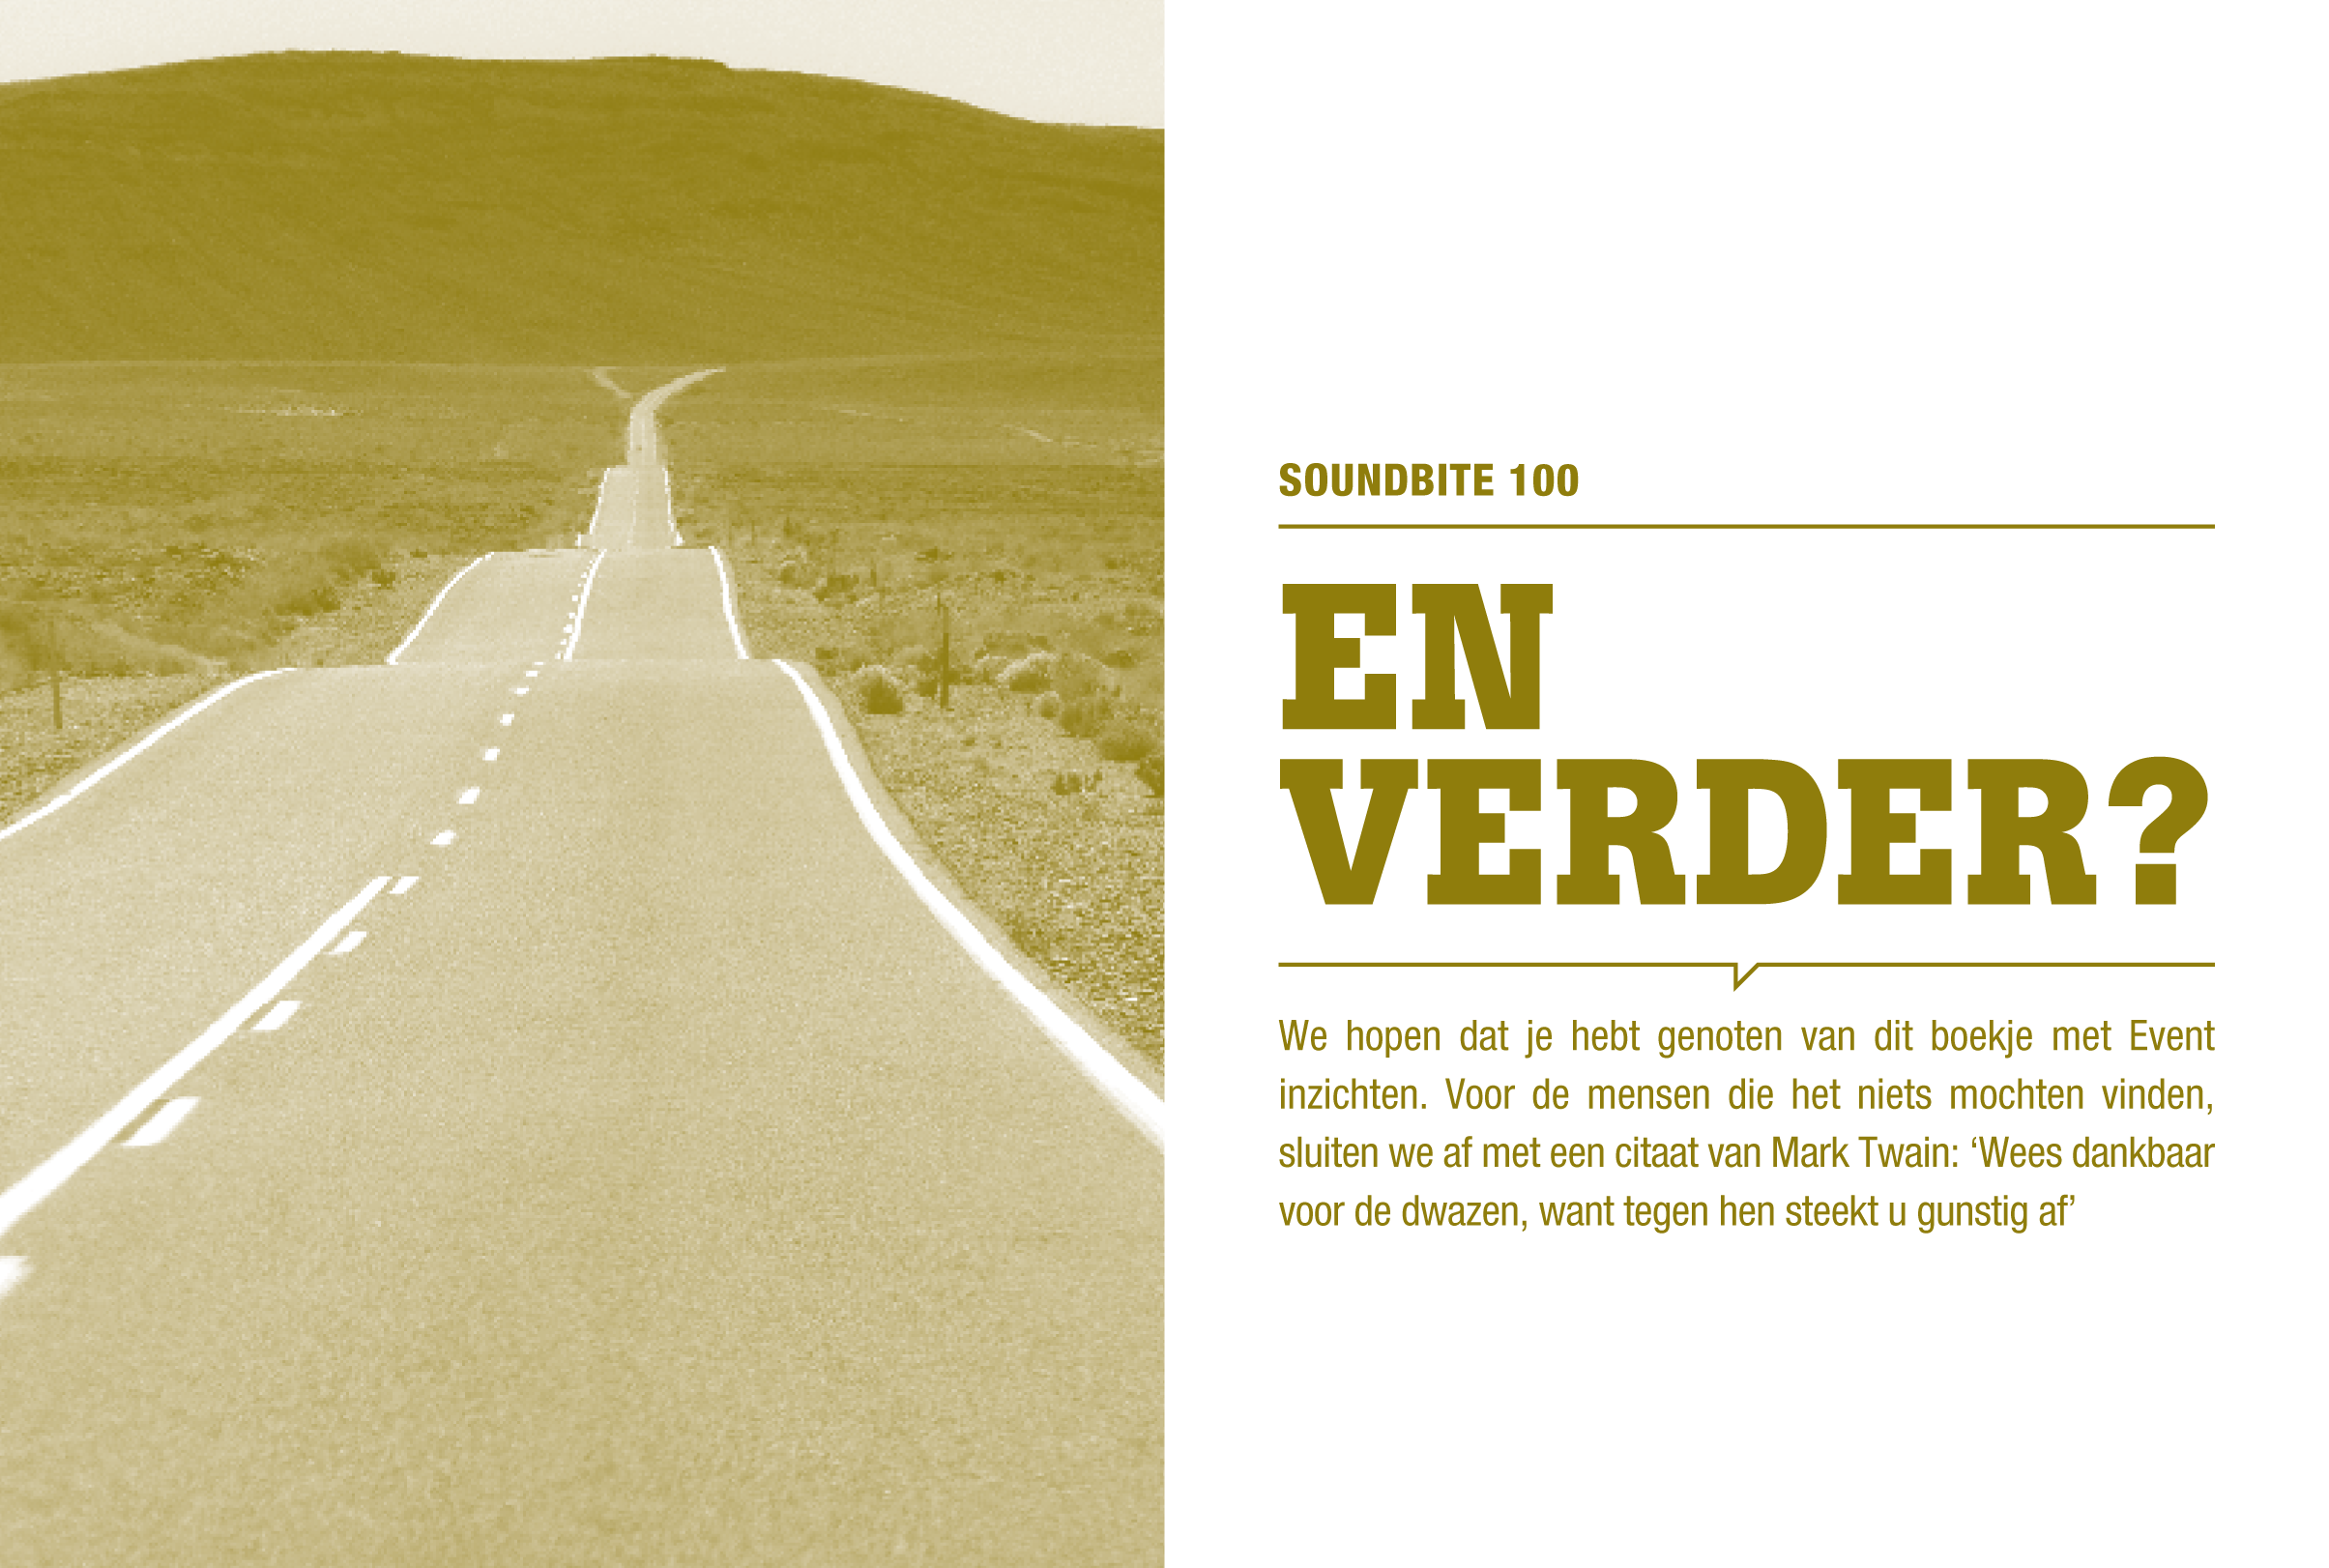 SOUNDBITE 100
EN
VERDER?
We hopen dat je hebt genoten van dit boekje met Event
inzichten. Voor de mensen die het niets mochten vinden,
sluiten we af met een citaat van Mark Twain: ‘Wees dankbaar
voor de dwazen, want tegen hen steekt u gunstig af’